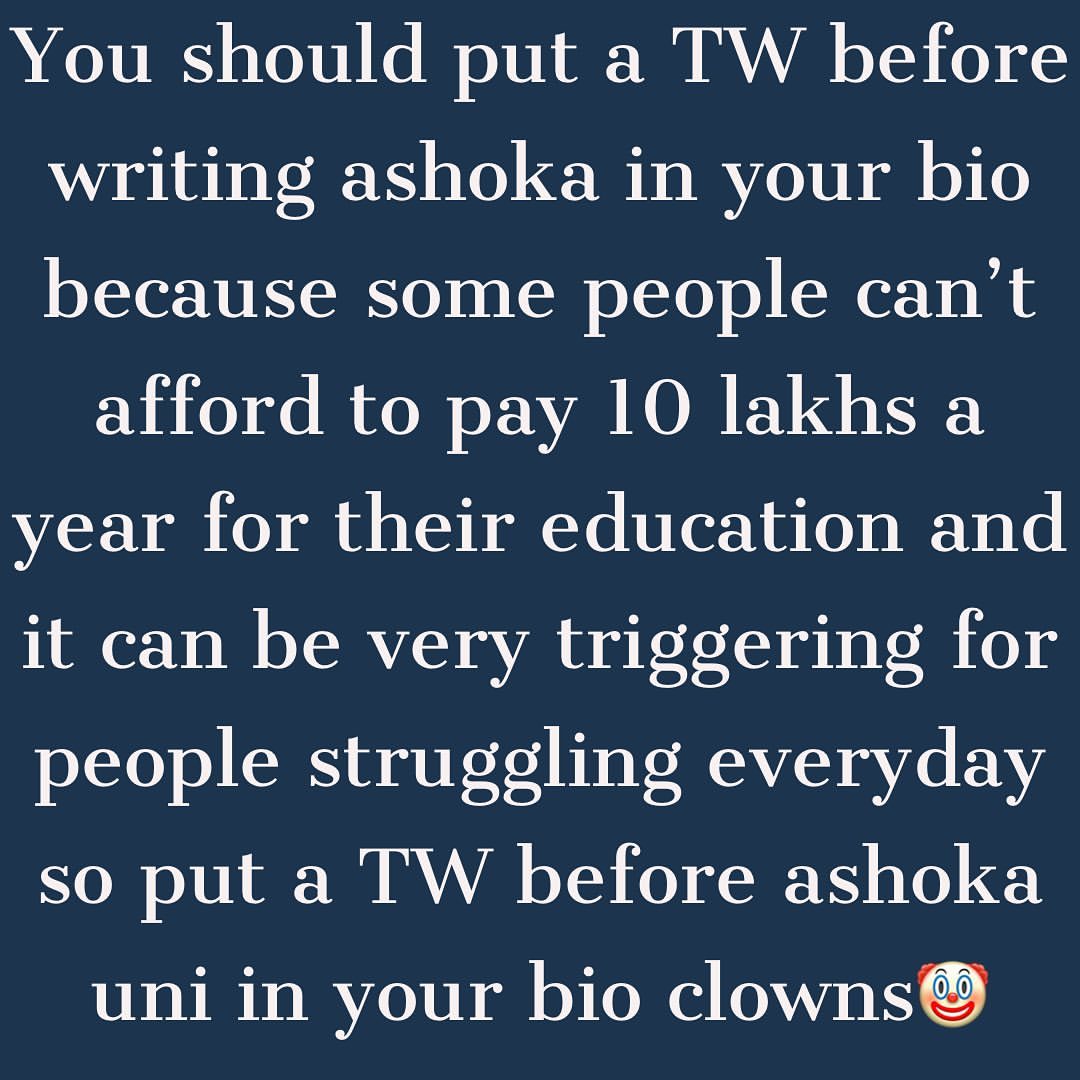 You should put a TW before
writing ashoka in your bio
because some people can’t
afford to pay 10 lakhs a
year for their education and
it can be very triggering for
people struggling everyday
so put a TW before ashoka
uni in your bio clowns🤡